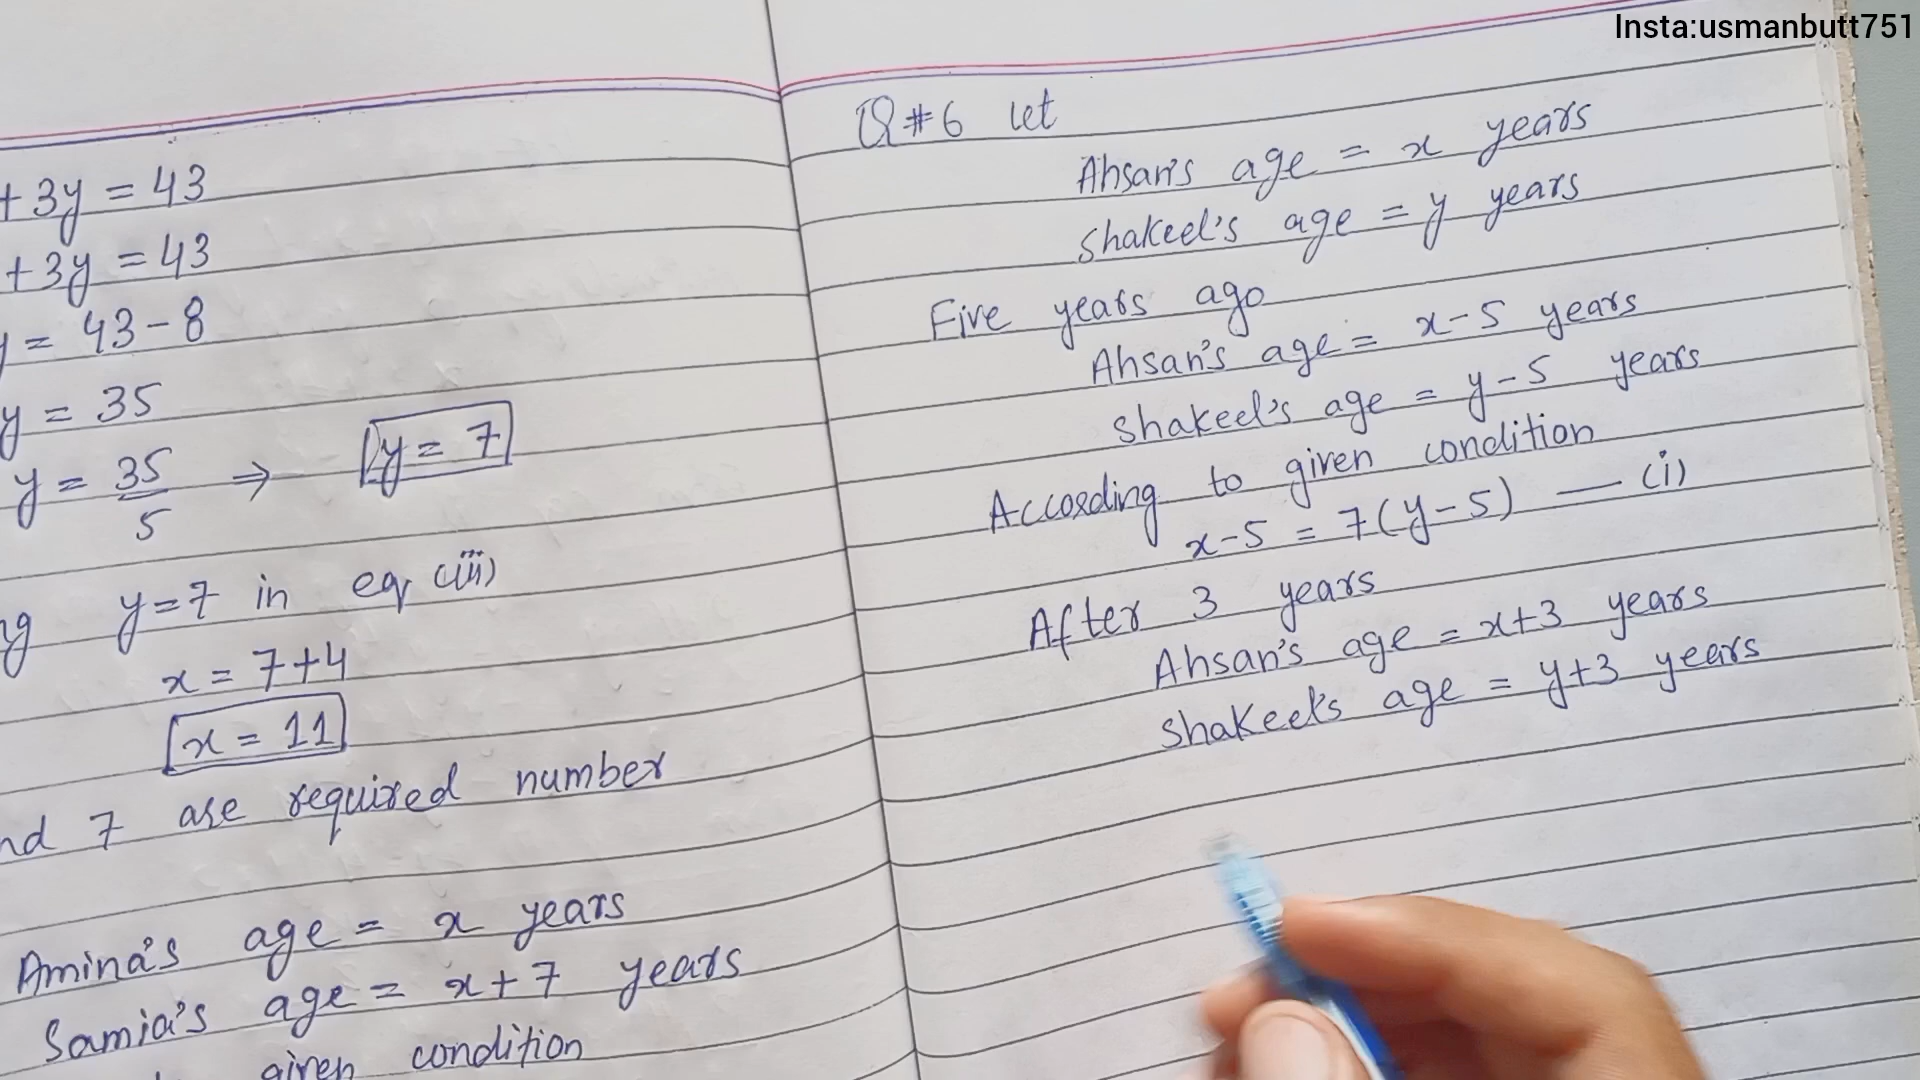 Insta:usmanbutt751
+ 3y = 43
+ 3y = 43
y = 43 - 8
y = 35
y = 35/5 ⇒ y = 7
y = 7 in eq (iii)
x = 7 + 4
x = 11
7 are required number
Amina's age = x years
Samia's age = x + 7 years
given condition
Q#6 let
Ahsan's age = x years
Shakeel's age = y years
Five years ago
Ahsan's age = x - 5 years
Shakeel's age = y - 5 years
According to given condition
x - 5 = 7(y - 5) — (i)
After 3 years
Ahsan's age = x + 3 years
Shakeel's age = y + 3 years